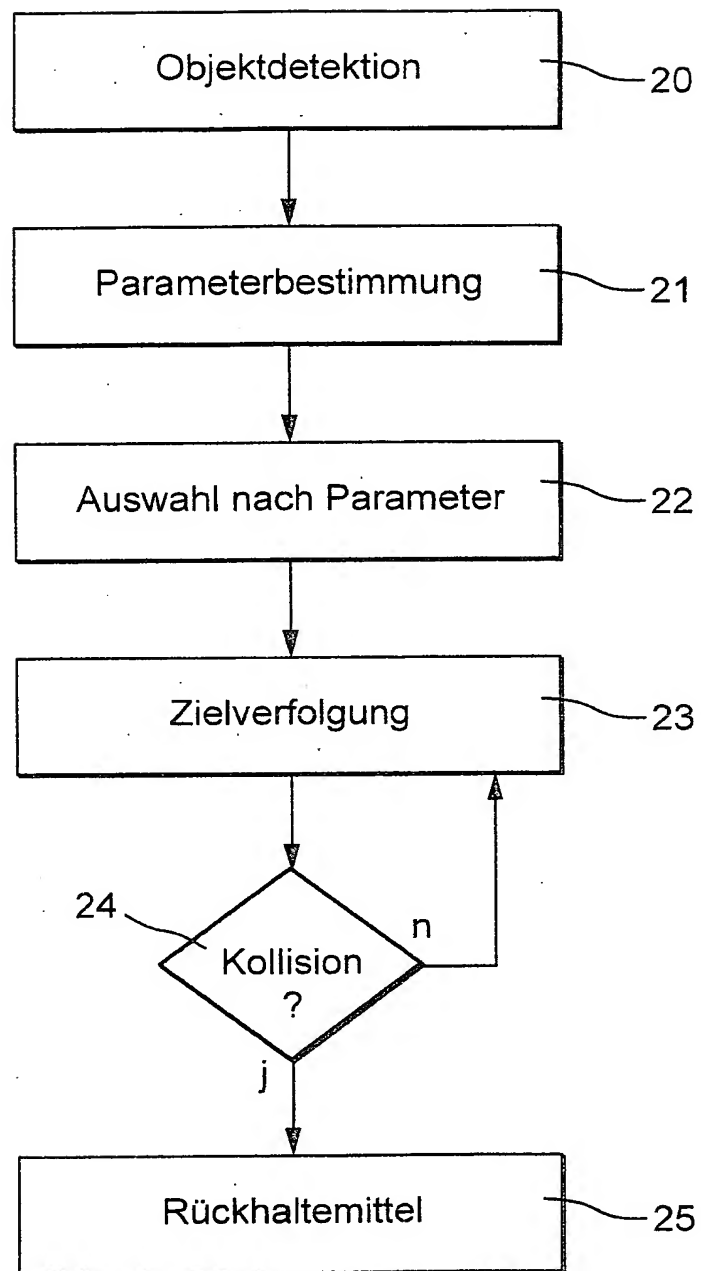 Objektdetektion
20
Parameterbestimmung
21
Auswahl nach Parameter
22
Zielverfolgung
23
24
n
Kollision
?
j
Rückhaltemittel
25